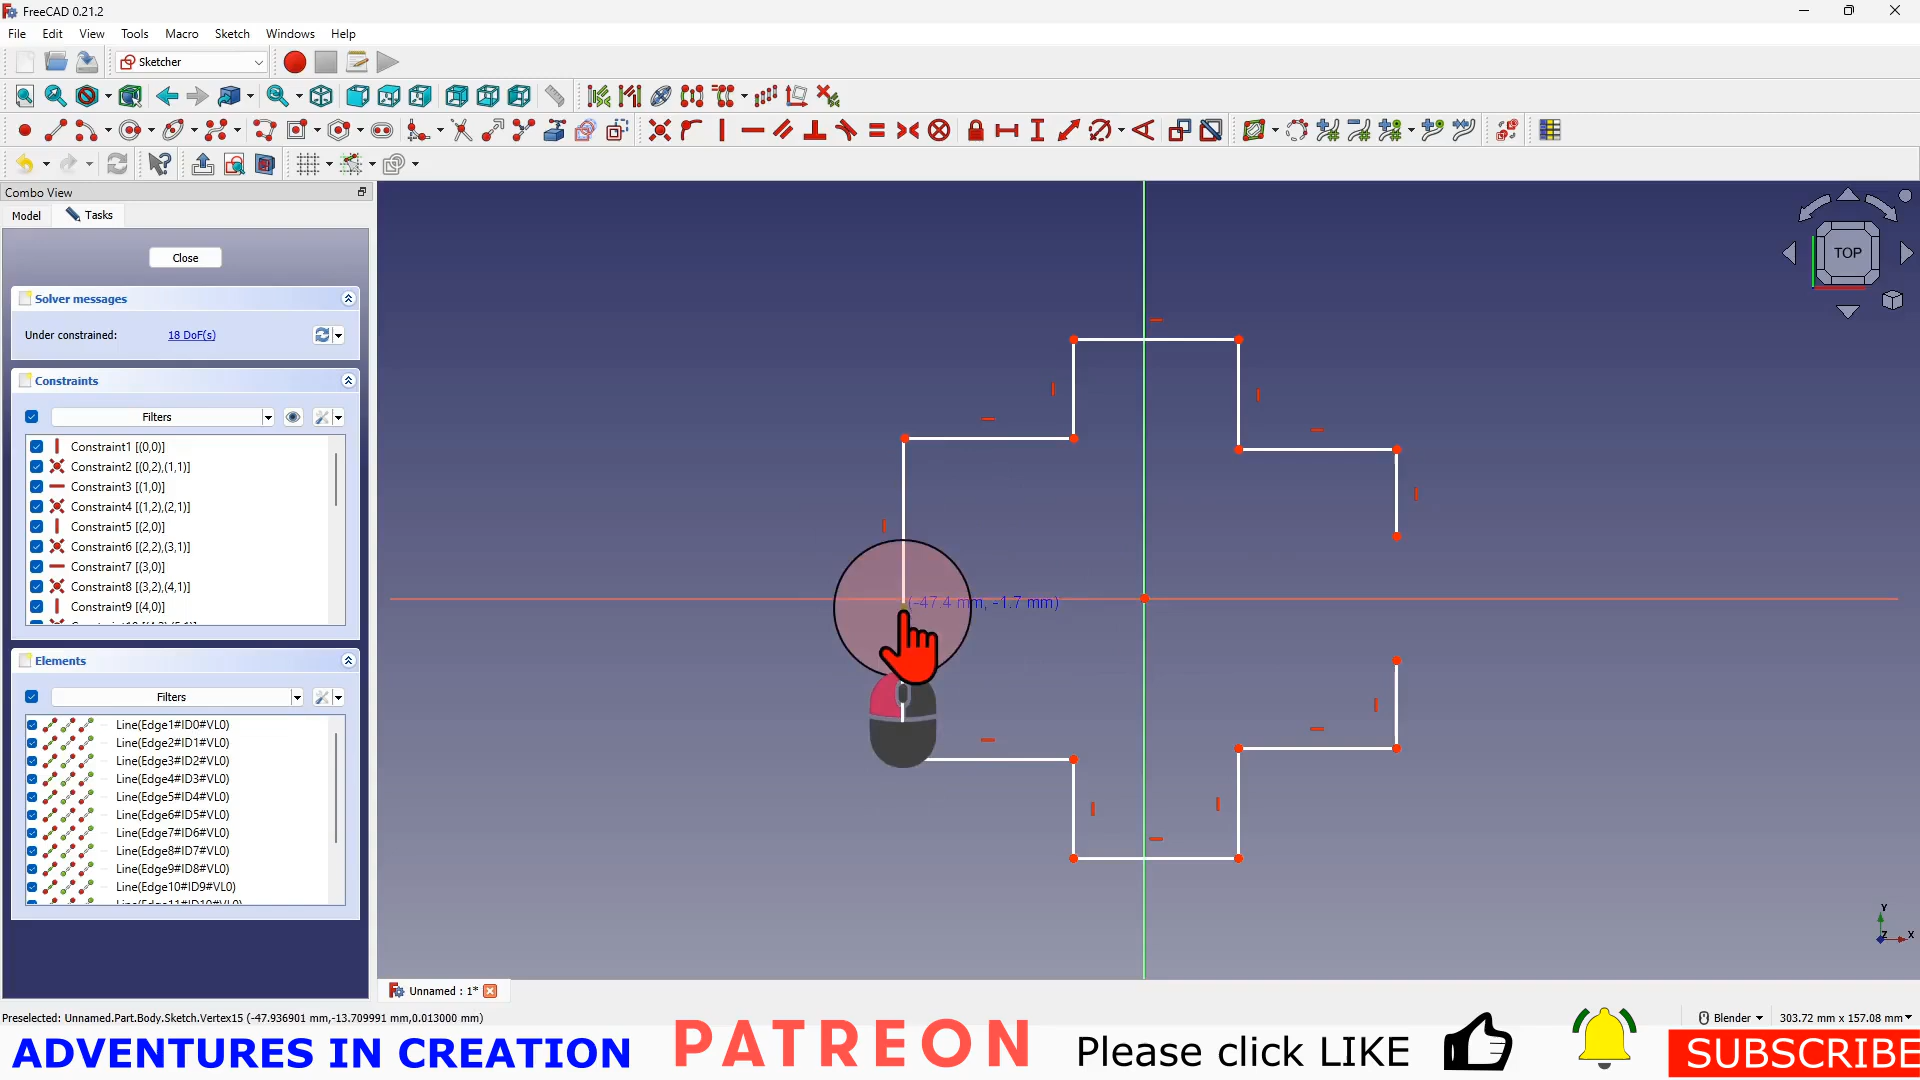 FreeCAD 0.21.2
File Edit View Tools Macro Sketch Windows Help
Sketcher
Combo View
Model Tasks
Close
Solver messages
Under constrained: 18 DoF(s)
Constraints
Filters
Constraint1 [(0,0)]
Constraint2 [(0,2),(1,1)]
Constraint3 [(1,0)]
Constraint4 [(1,2),(2,1)]
Constraint5 [(2,0)]
Constraint6 [(2,2),(3,1)]
Constraint7 [(3,0)]
Constraint8 [(3,2),(4,1)]
Constraint9 [(4,0)]
Elements
Filters
Line(Edge1#ID0#VL0)
Line(Edge2#ID1#VL0)
Line(Edge3#ID2#VL0)
Line(Edge4#ID3#VL0)
Line(Edge5#ID4#VL0)
Line(Edge6#ID5#VL0)
Line(Edge7#ID6#VL0)
Line(Edge8#ID7#VL0)
Line(Edge9#ID8#VL0)
Line(Edge10#ID9#VL0)
(-47.4 mm, -1.7 mm)
TOP
Y
Z X
Unnamed : 1*
Preselected: Unnamed.Part.Body.Sketch.Vertex15 (-47.936901 mm,-13.709991 mm,0.013000 mm)
Blender 303.72 mm x 157.08 mm
ADVENTURES IN CREATION PATREON Please click LIKE SUBSCRIBE